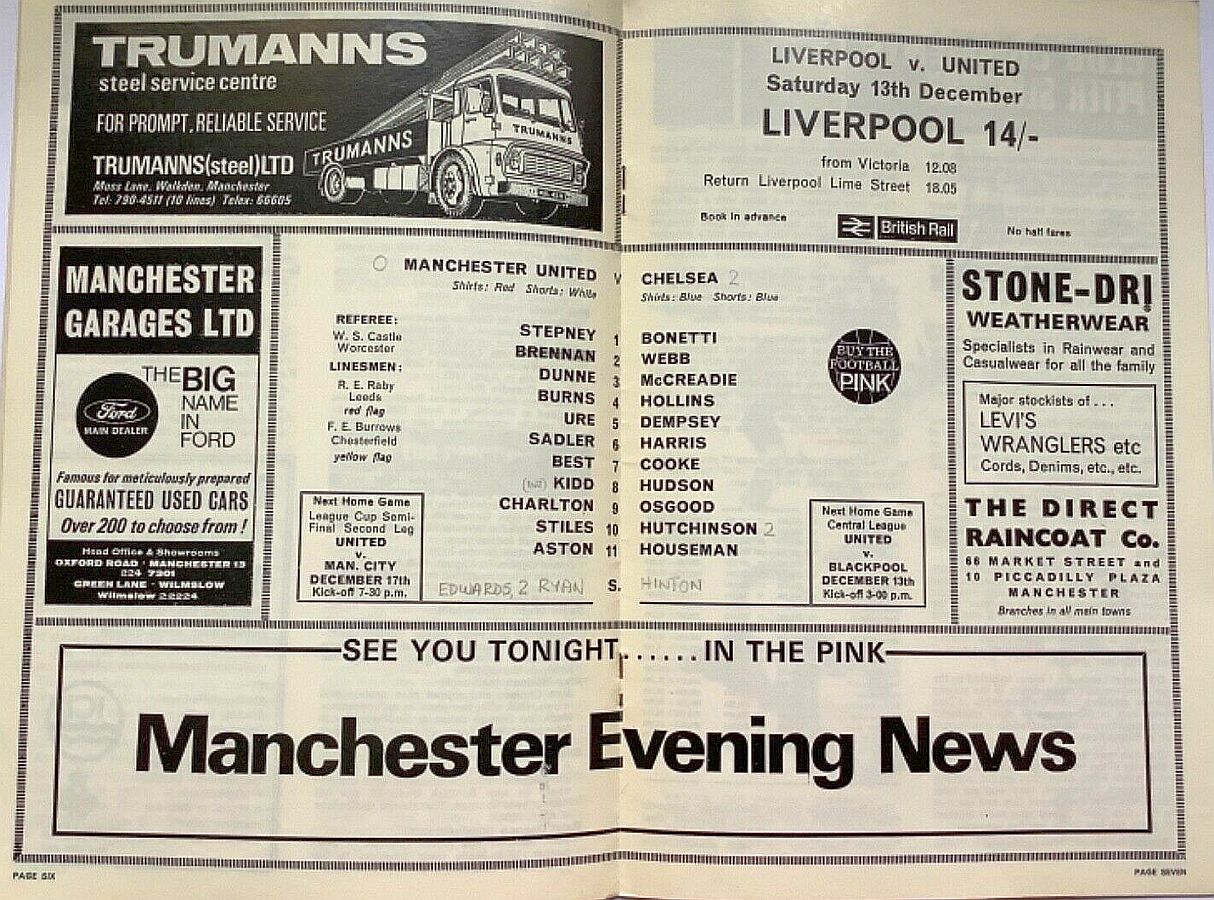 TRUMANNS
steel service centre
FOR PROMPT, RELIABLE SERVICE
TRUMANNS(steel)LTD
Moss Lane, Walkden, Manchester
Tel: 790-4511 (10 lines) Telex: 66605
TRUMANNS
TRUMANNS
LIVERPOOL v. UNITED
Saturday 13th December
LIVERPOOL 14/-
from Victoria 12.08
Return Liverpool Lime Street 18.05
Book in advance
British Rail
No half fares
MANCHESTER
GARAGES LTD
Ford
MAIN DEALER
THE BIG
NAME
IN
FORD
Famous for meticulously prepared
GUARANTEED USED CARS
Over 200 to choose from !
Head Office & Showrooms
OXFORD ROAD · MANCHESTER 13
224 7301
GREEN LANE · WILMSLOW
Wilmslow 22224
0 MANCHESTER UNITED v CHELSEA 2
Shirts: Red Shorts: White
Shirts: Blue Shorts: Blue
REFEREE:
W. S. Castle
Worcester
LINESMEN:
R. E. Raby
Leeds
red flag
F. E. Burrows
Chesterfield
yellow flag
STEPNEY 1 BONETTI
BRENNAN 2 WEBB
DUNNE 3 McCREADIE
BURNS 4 HOLLINS
URE 5 DEMPSEY
SADLER 6 HARRIS
BEST 7 COOKE
(INJ) KIDD 8 HUDSON
CHARLTON 9 OSGOOD
STILES 10 HUTCHINSON 2
ASTON 11 HOUSEMAN
EDWARDS, 2 RYAN S. HINTON
BUY THE
FOOTBALL
PINK
Next Home Game
League Cup Semi-
Final Second Leg
UNITED
v.
MAN. CITY
DECEMBER 17th
Kick-off 7-30 p.m.
Next Home Game
Central League
UNITED
v.
BLACKPOOL
DECEMBER 13th
Kick-off 3-00 p.m.
STONE-DRI
WEATHERWEAR
Specialists in Rainwear and
Casualwear for all the family
Major stockists of . . .
LEVI'S
WRANGLERS etc
Cords, Denims, etc., etc.
THE DIRECT
RAINCOAT Co.
66 MARKET STREET and
10 PICCADILLY PLAZA
MANCHESTER
Branches in all main towns
SEE YOU TONIGHT......IN THE PINK
Manchester Evening News
PAGE SIX
PAGE SEVEN